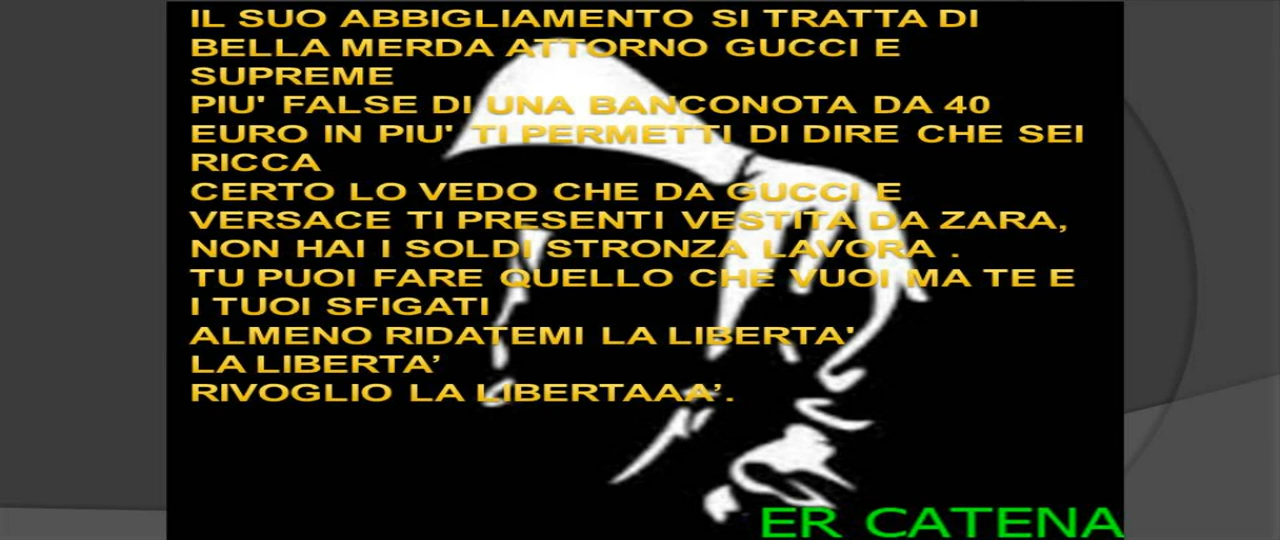 IL SUO ABBIGLIAMENTO SI TRATTA DI
BELLA MERDA ATTORNO GUCCI E
SUPREME
PIU' FALSE DI UNA BANCONOTA DA 40
EURO IN PIU' TI PERMETTI DI DIRE CHE SEI
RICCA
CERTO LO VEDO CHE DA GUCCI E
VERSACE TI PRESENTI VESTITA DA ZARA,
NON HAI I SOLDI STRONZA LAVORA .
TU PUOI FARE QUELLO CHE VUOI MA TE E
I TUOI SFIGATI
ALMENO RIDATEMI LA LIBERTA'
LA LIBERTA’
RIVOGLIO LA LIBERTAAA’.
ER CATENA